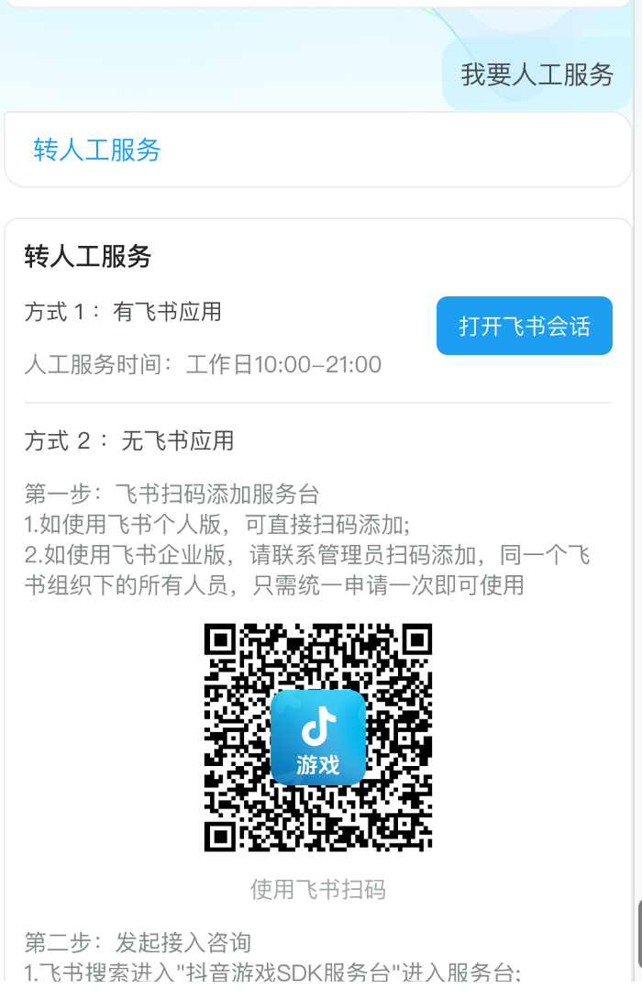 我要人工服务
转人工服务
转人工服务
方式 1： 有飞书应用
打开飞书会话
人工服务时间：工作日10:00-21:00
方式 2 ：无飞书应用
第一步：飞书扫码添加服务台
1.如使用飞书个人版，可直接扫码添加;
2.如使用飞书企业版，请联系管理员扫码添加，同一个飞
书组织下的所有人员，只需统一申请一次即可使用
游戏
使用飞书扫码
第二步：发起接入咨询
1.飞书搜索进入"抖音游戏SDK服务台"进入服务台;